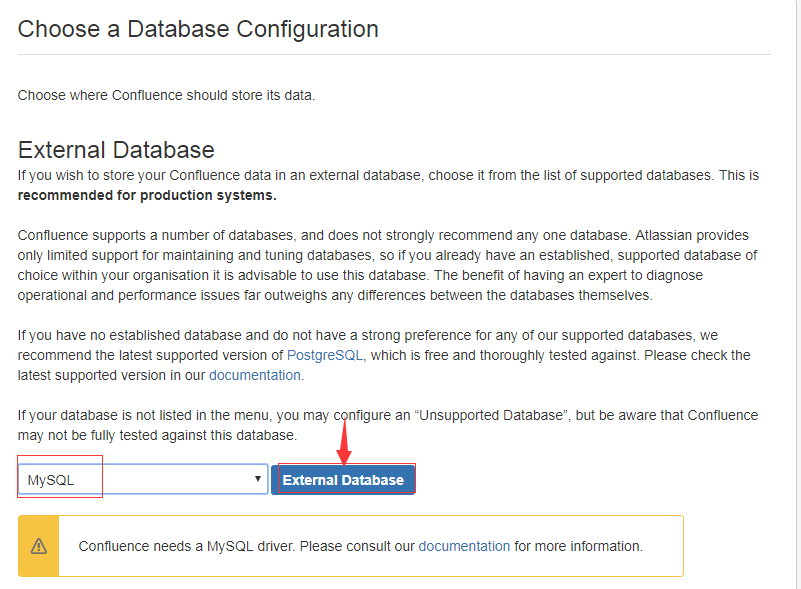 Choose a Database Configuration
Choose where Confluence should store its data.
External Database
If you wish to store your Confluence data in an external database, choose it from the list of supported databases. This is
recommended for production systems.
Confluence supports a number of databases, and does not strongly recommend any one database. Atlassian provides
only limited support for maintaining and tuning databases, so if you already have an established, supported database of
choice within your organisation it is advisable to use this database. The benefit of having an expert to diagnose
operational and performance issues far outweighs any differences between the databases themselves.
If you have no established database and do not have a strong preference for any of our supported databases, we
recommend the latest supported version of PostgreSQL, which is free and thoroughly tested against. Please check the
latest supported version in our documentation.
If your database is not listed in the menu, you may configure an “Unsupported Database”, but be aware that Confluence
may not be fully tested against this database.
MySQL External Database
Confluence needs a MySQL driver. Please consult our documentation for more information.